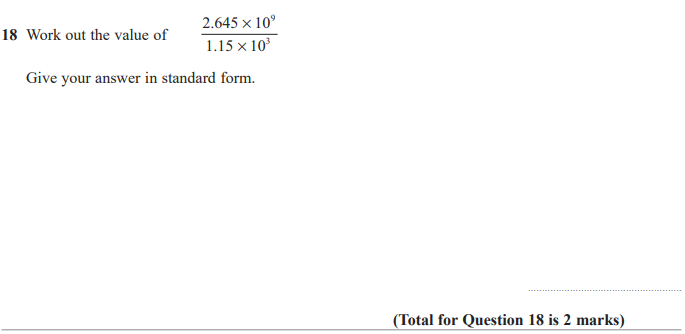 18 Work out the value of 2.645 × 10⁹ / 1.15 × 10³
Give your answer in standard form.
(Total for Question 18 is 2 marks)